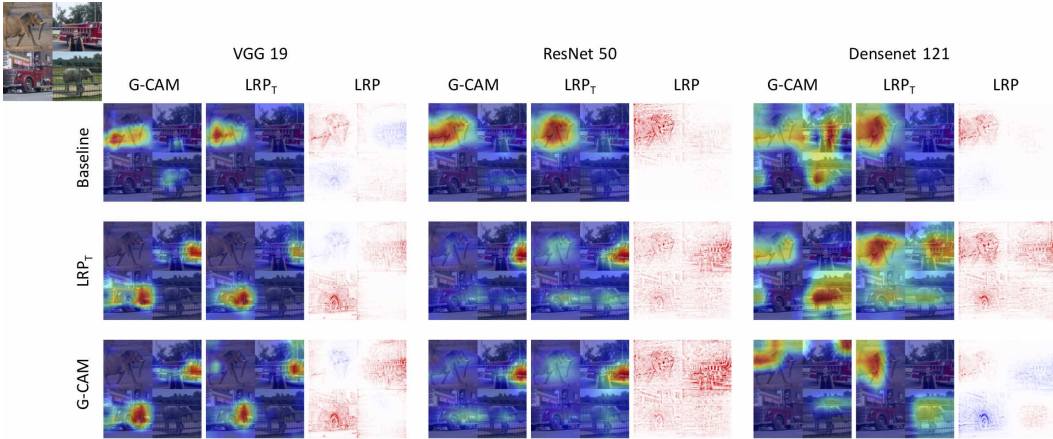 VGG 19 ResNet 50 Densenet 121
G-CAM LRPT LRP G-CAM LRPT LRP G-CAM LRPT LRP
Baseline
LRPT
G-CAM